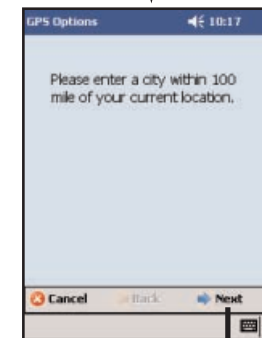 GPS Options 10:17
Please enter a city within 100
mile of your current location.
Cancel Back Next